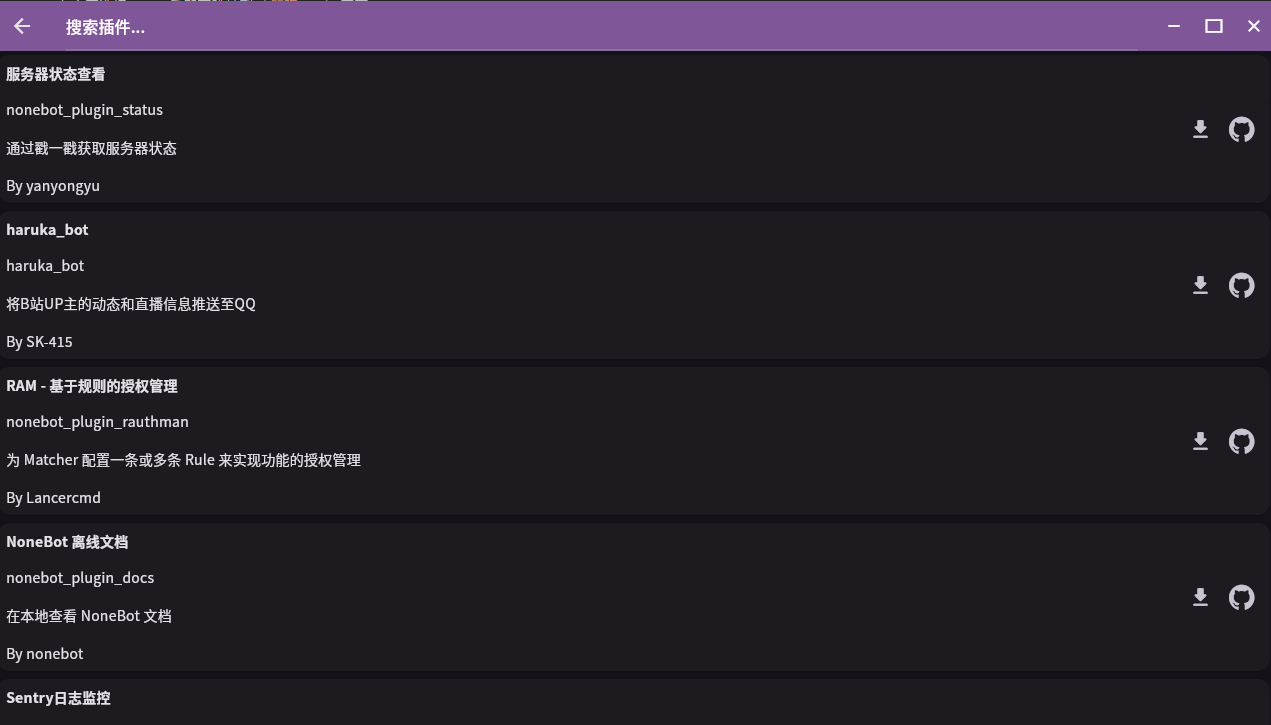 搜索插件...
服务器状态查看
nonebot_plugin_status
通过戳一戳获取服务器状态
By yanyongyu
haruka_bot
haruka_bot
将B站UP主的动态和直播信息推送至QQ
By SK-415
RAM - 基于规则的授权管理
nonebot_plugin_rauthman
为 Matcher 配置一条或多条 Rule 来实现功能的授权管理
By Lancercmd
NoneBot 离线文档
nonebot_plugin_docs
在本地查看 NoneBot 文档
By nonebot
Sentry日志监控